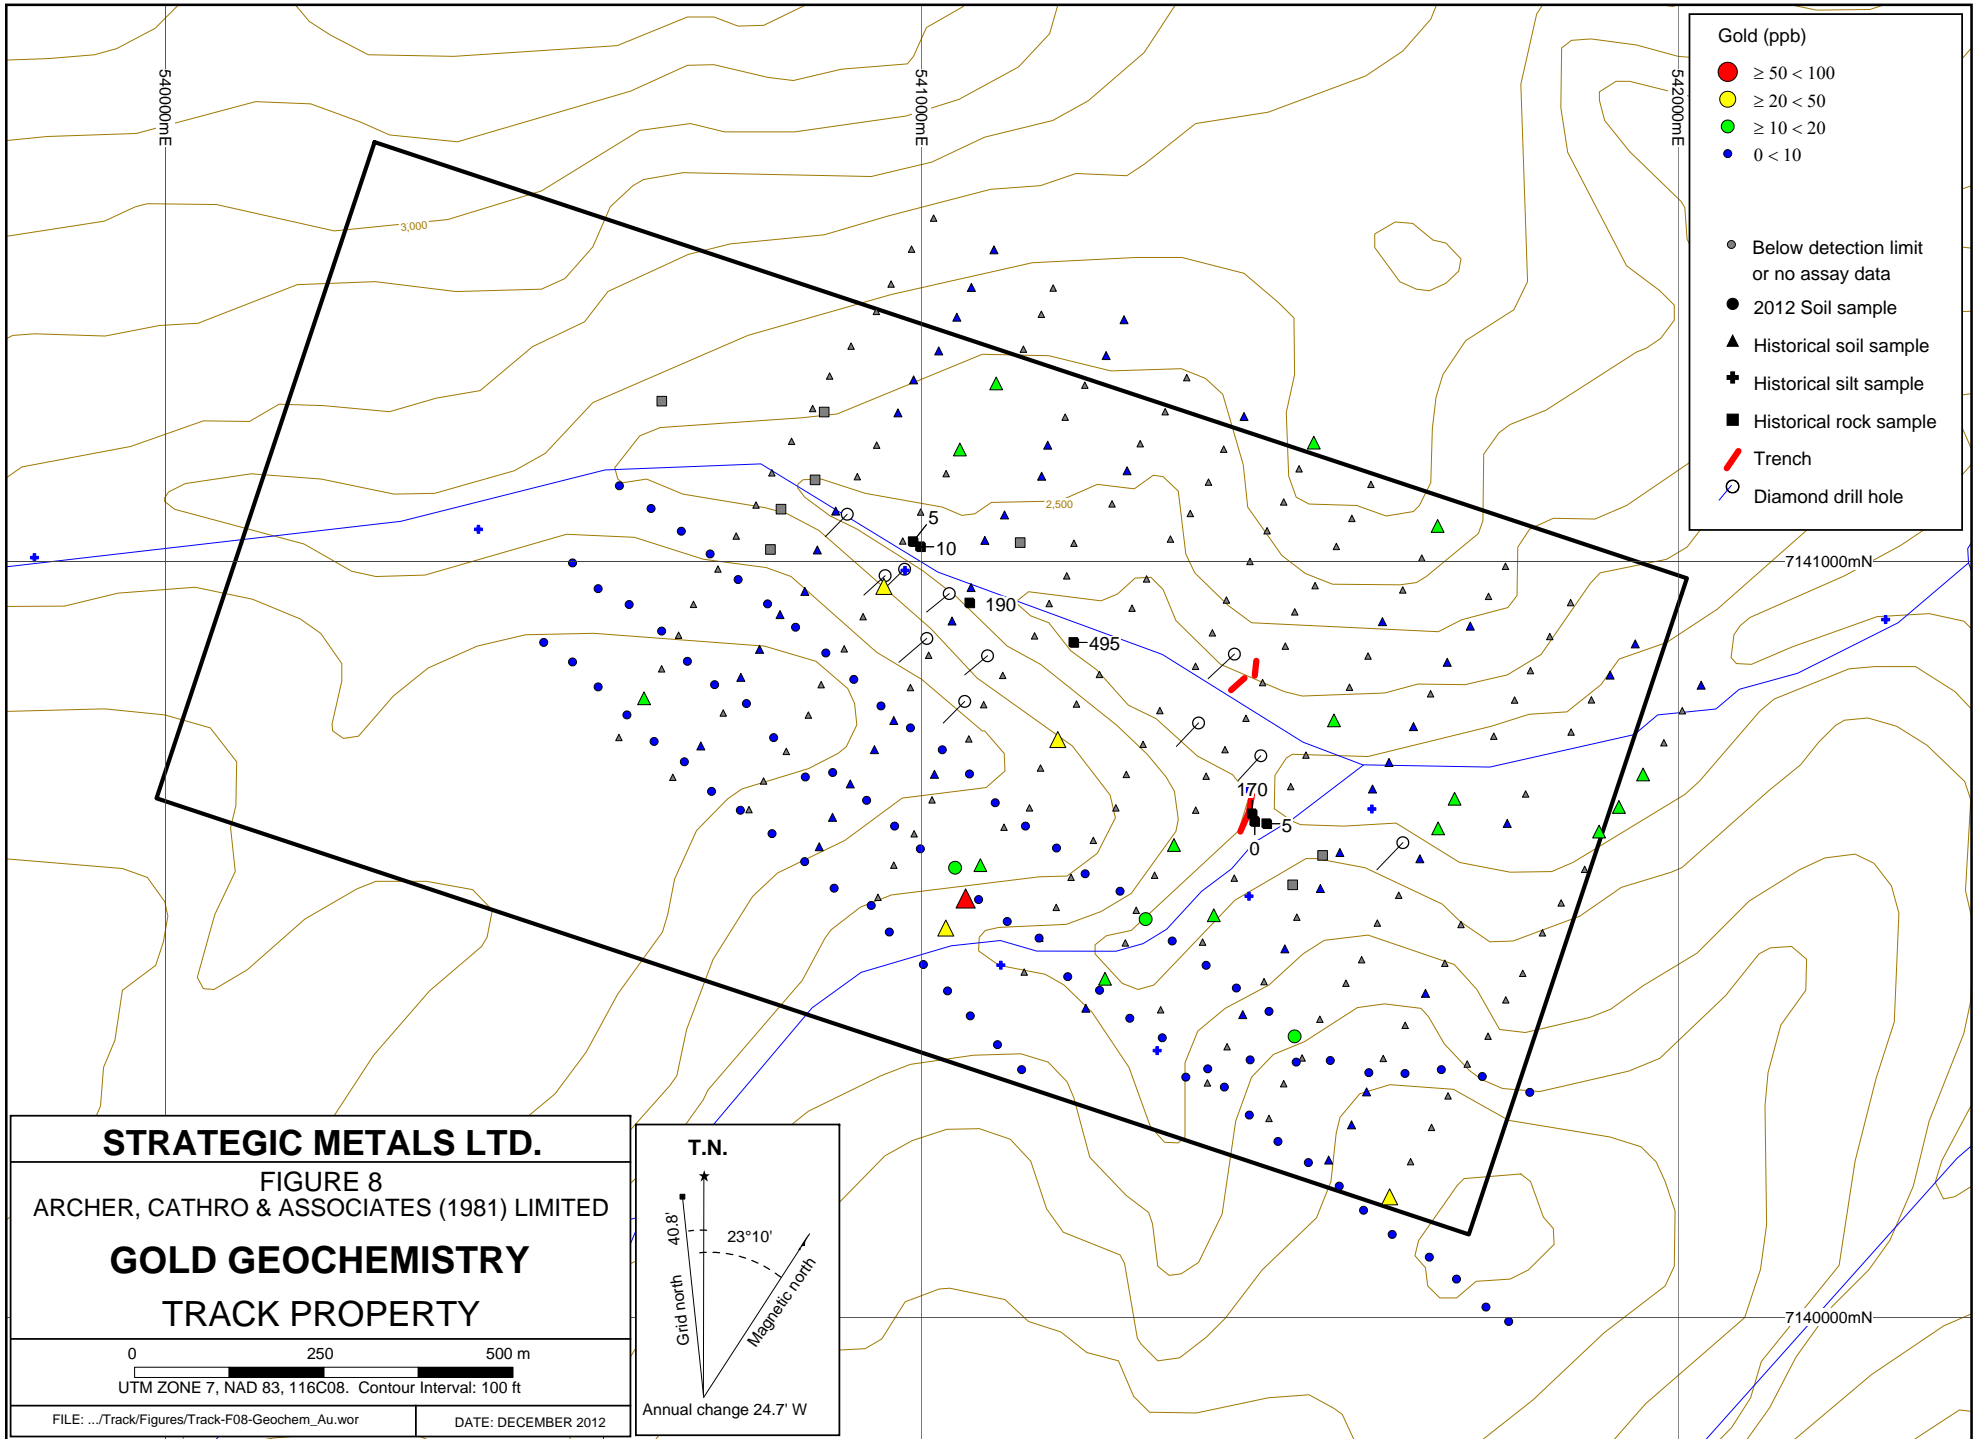 540000mE
541000mE
542000mE
Gold (ppb)
≥ 50 < 100
≥ 20 < 50
≥ 10 < 20
0 < 10
Below detection limit
or no assay data
2012 Soil sample
Historical soil sample
Historical silt sample
Historical rock sample
Trench
Diamond drill hole
3,000
2,500
5
10
7141000mN
190
495
170
5
0
7140000mN
STRATEGIC METALS LTD.
FIGURE 8
ARCHER, CATHRO & ASSOCIATES (1981) LIMITED
GOLD GEOCHEMISTRY
TRACK PROPERTY
0 250 500 m
UTM ZONE 7, NAD 83, 116C08. Contour Interval: 100 ft
FILE: .../Track/Figures/Track-F08-Geochem_Au.wor
DATE: DECEMBER 2012
T.N.
40.8'
23°10'
Grid north
Magnetic north
Annual change 24.7' W